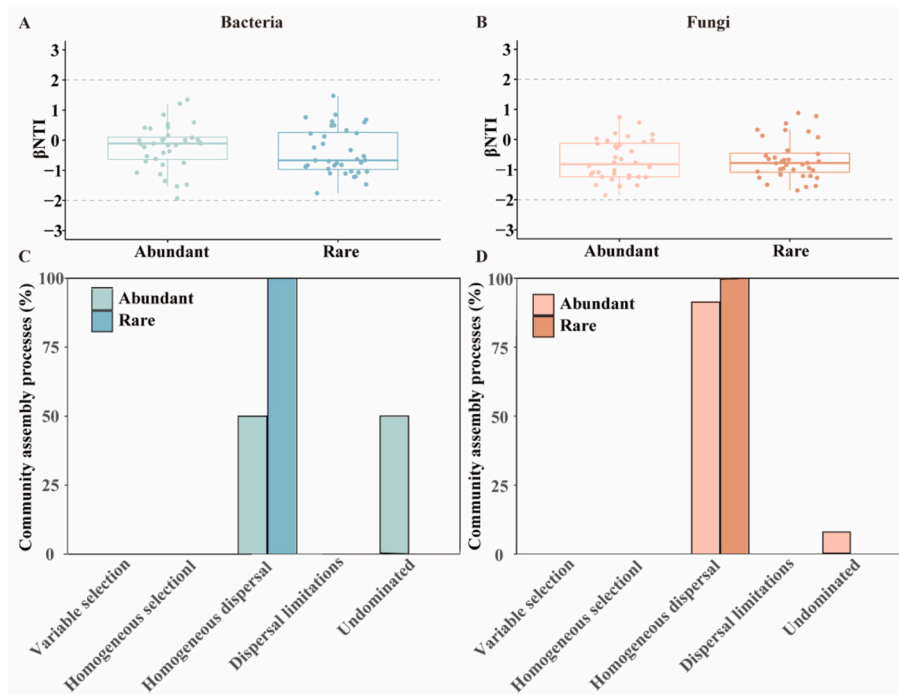 A
Bacteria
3
2
1
0
−1
−2
−3
βNTI
Abundant
Rare
B
Fungi
3
2
1
0
−1
−2
−3
βNTI
Abundant
Rare
C
100
75
50
25
0
Community assembly processes (%)
Abundant
Rare
Variable selection
Homogeneous selectionl
Homogeneous dispersal
Dispersal limitations
Undominated
D
100
75
50
25
0
Community assembly processes (%)
Abundant
Rare
Variable selection
Homogeneous selectionl
Homogeneous dispersal
Dispersal limitations
Undominated